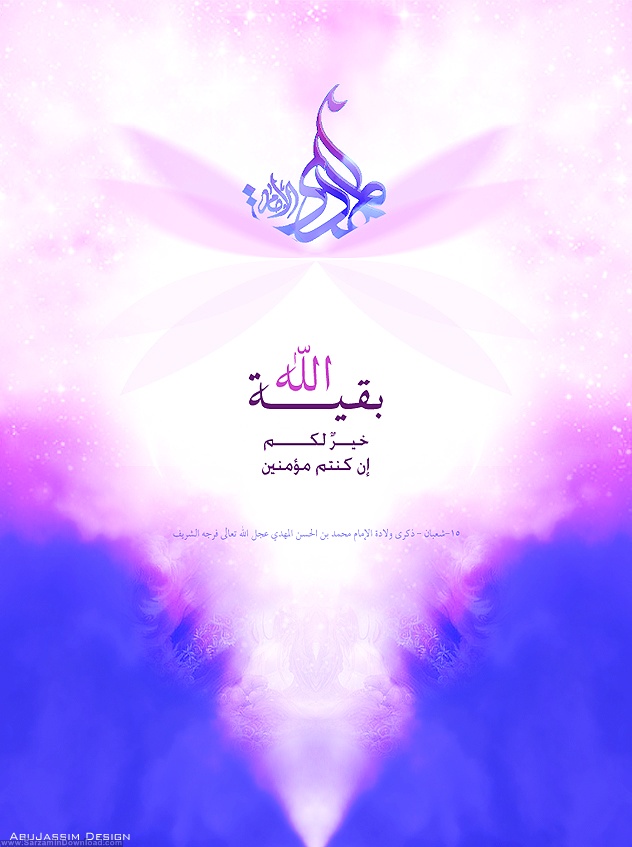 بقية الله
خيرٌ لكم
إن كنتم مؤمنين
١٥-شعبان - ذكرى ولادة الإمام محمد بن الحسن المهدي عجل الله تعالى فرجه الشريف
ABUJASSIM DESIGN
www.SarzaminDownload.com